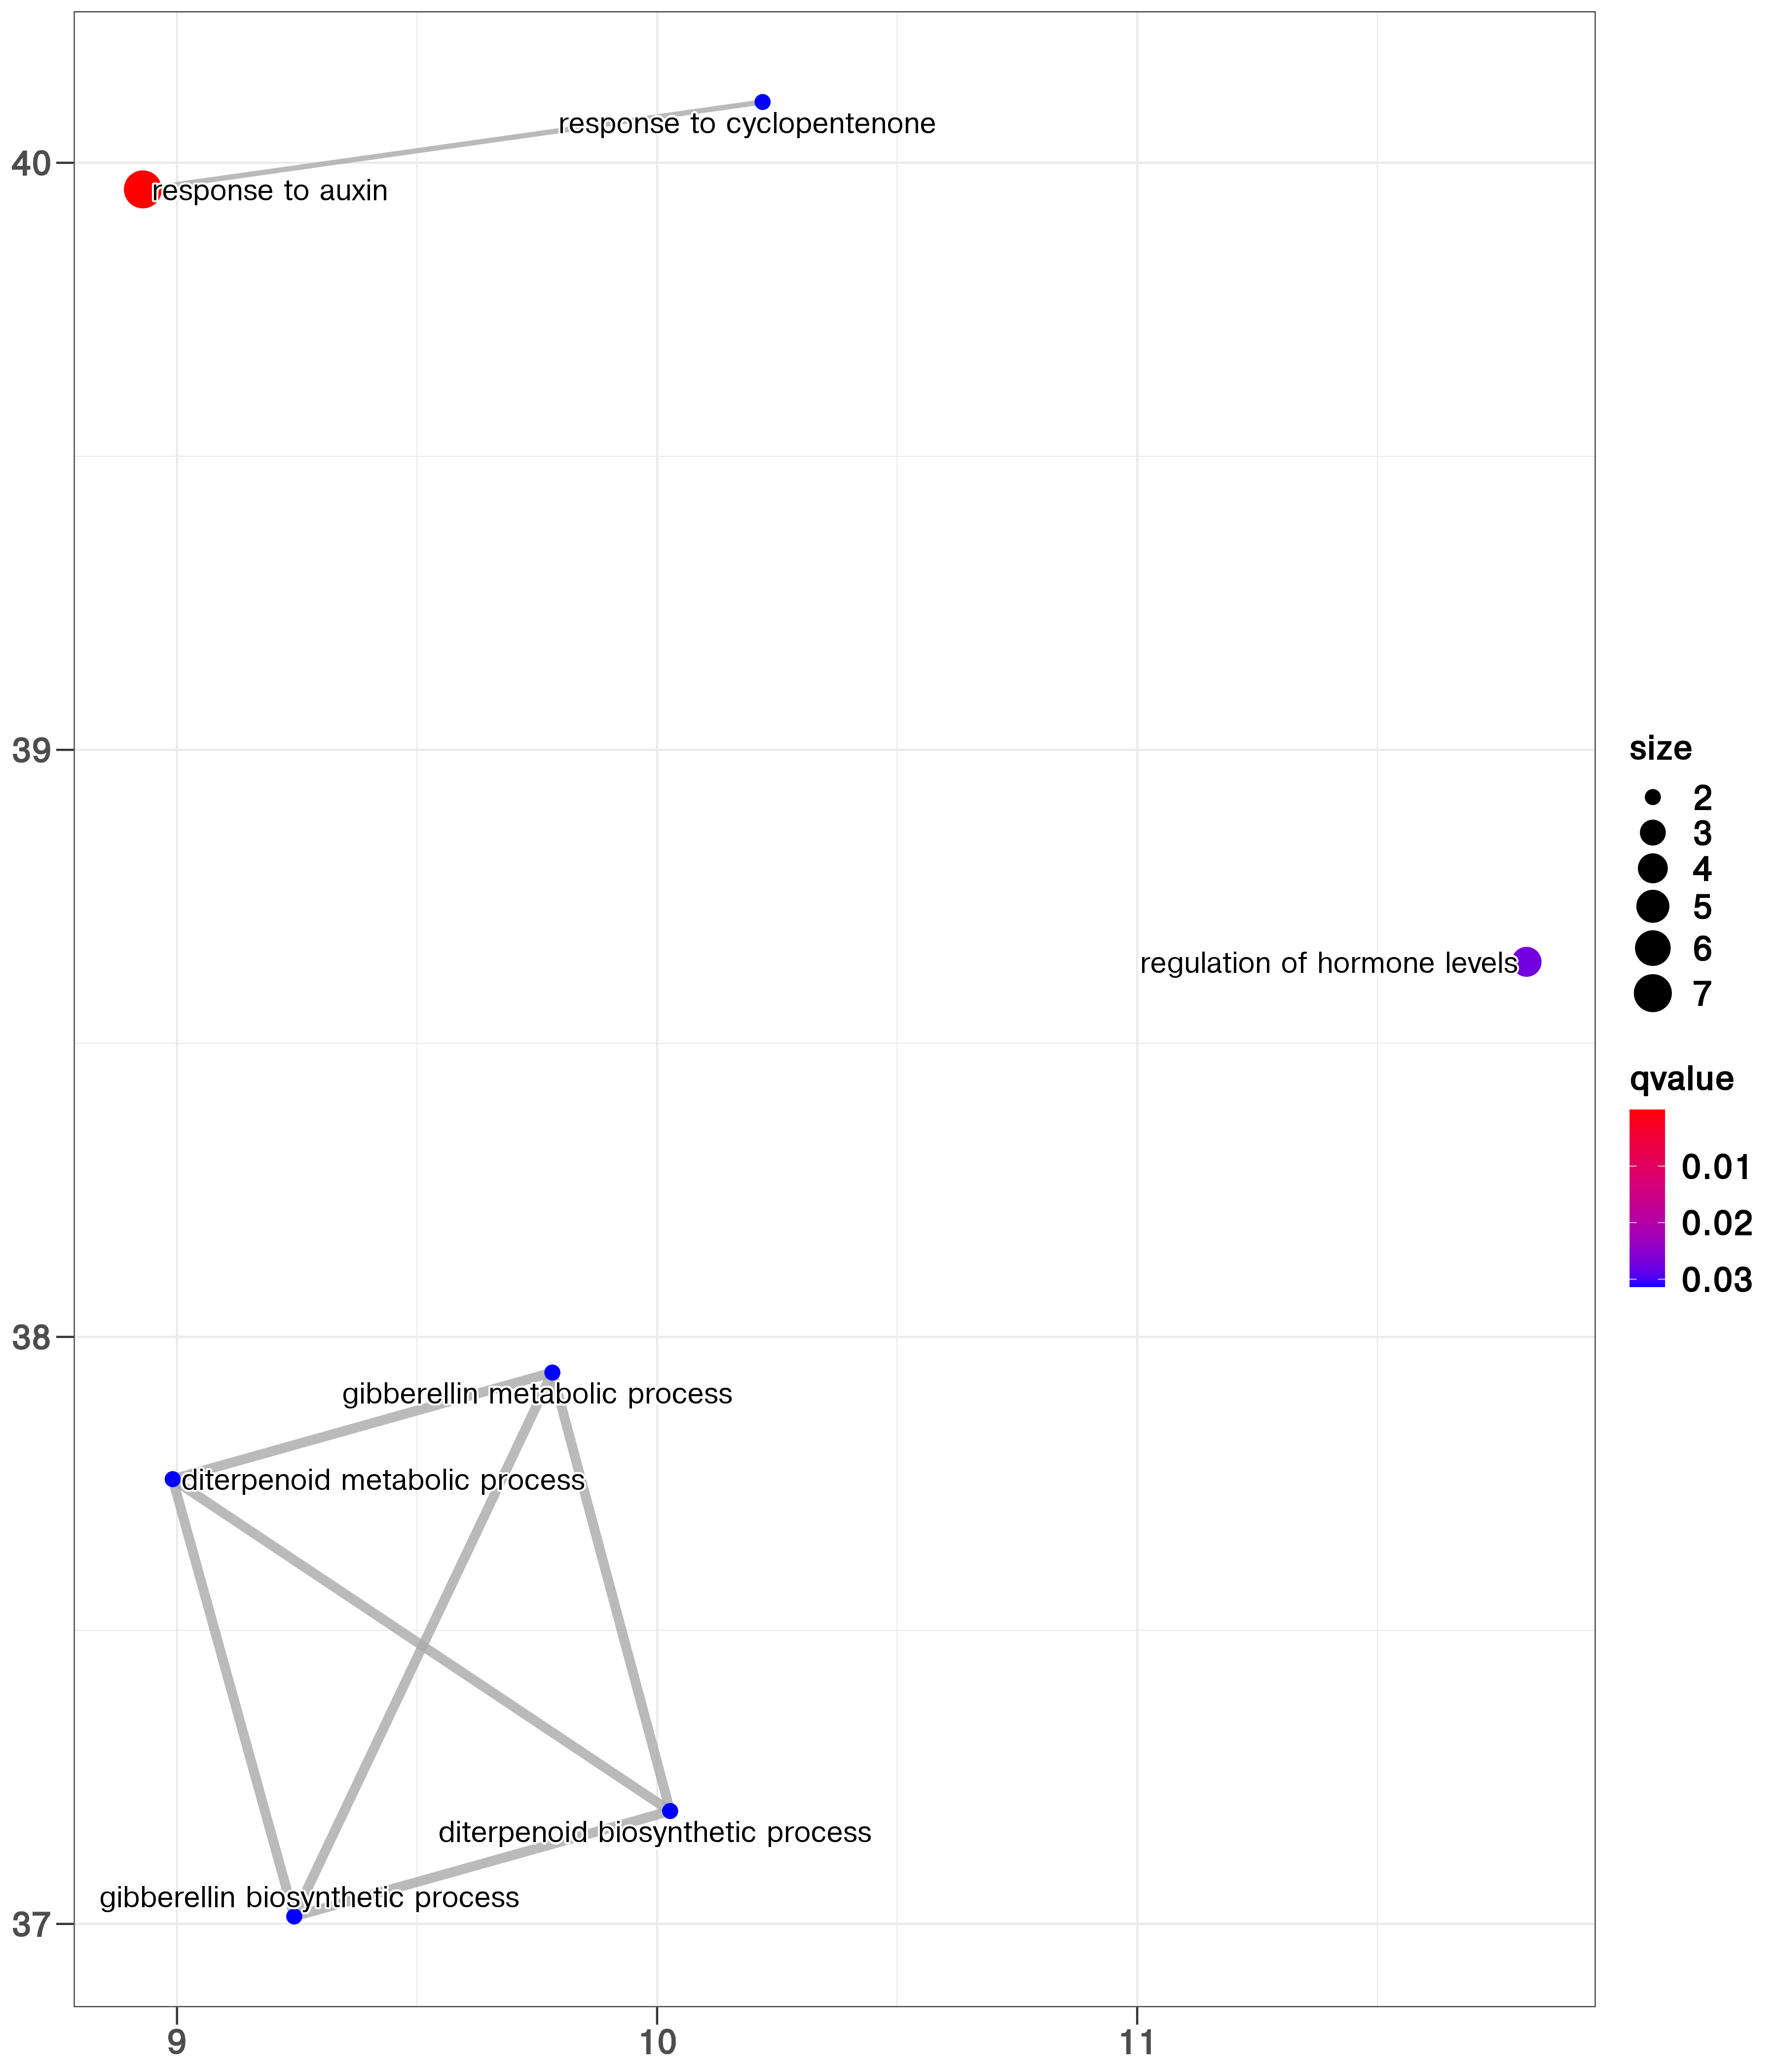 response to cyclopentenone
40
response to auxin
39
size
2
3
4
5
6
7
regulation of hormone levels
qvalue
0.01
0.02
0.03
38
gibberellin metabolic process
diterpenoid metabolic process
diterpenoid biosynthetic process
gibberellin biosynthetic process
37
9 10 11